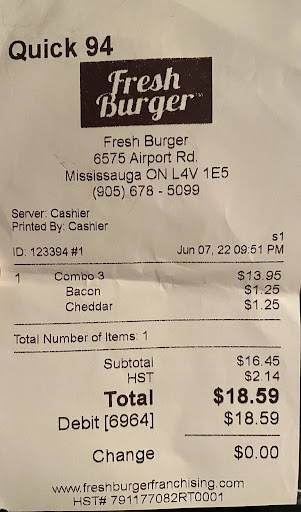 Quick 94
Fresh
Burger™
Fresh Burger
6575 Airport Rd.
Mississauga ON L4V 1E5
(905) 678 - 5099
Server: Cashier
Printed By: Cashier
s1
ID: 123394 #1 Jun 07, 22 09:51 PM
1 Combo 3 $13.95
Bacon $1.25
Cheddar $1.25
Total Number of Items: 1
Subtotal $16.45
HST $2.14
Total $18.59
Debit [6964] $18.59
Change $0.00
www.freshburgerfranchising.com
HST# 791177082RT0001